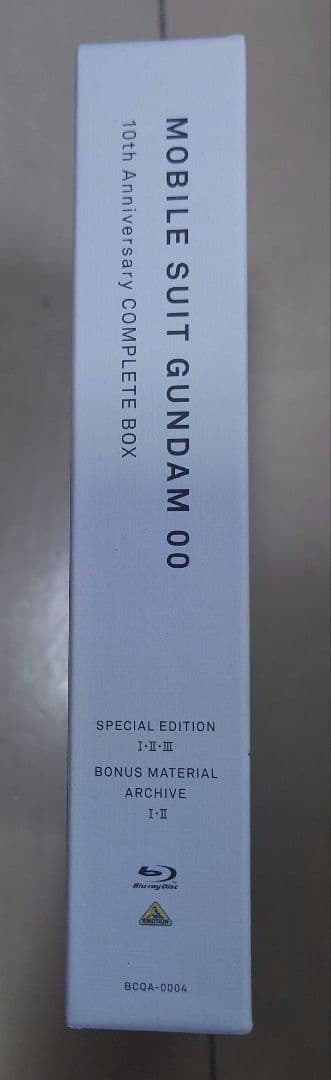 MOBILE SUIT GUNDAM 00
10th Anniversary COMPLETE BOX
SPECIAL EDITION
I・II・III
BONUS MATERIAL
ARCHIVE
I・II
Blu-ray Disc
EMOTION
BCQA-0004